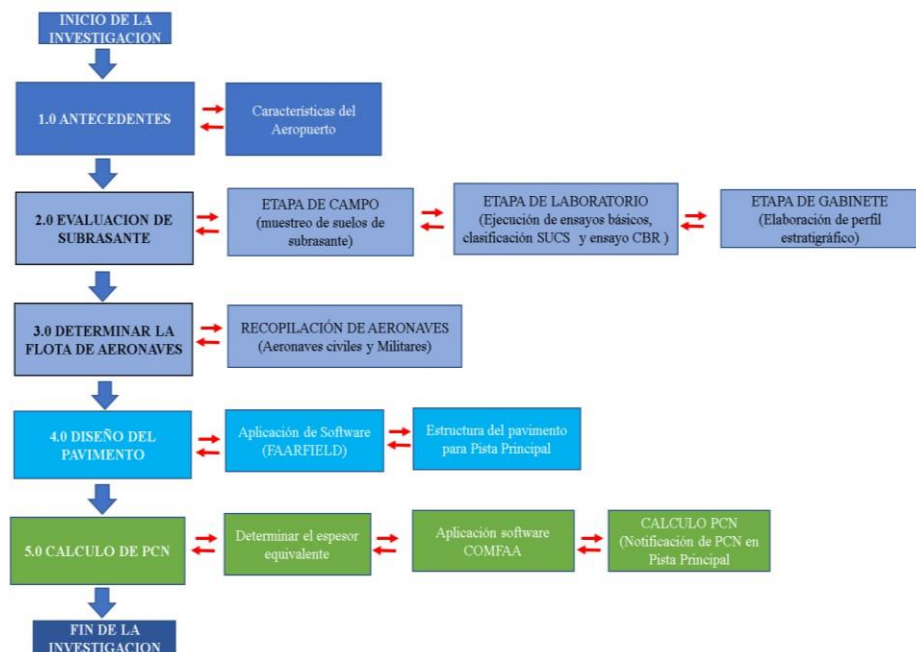 INICIO DE LA
INVESTIGACION
1.0 ANTECEDENTES
Características del
Aeropuerto
2.0 EVALUACION DE
SUBRASANTE
ETAPA DE CAMPO
(muestreo de suelos de
subrasante)
ETAPA DE LABORATORIO
(Ejecución de ensayos básicos,
clasificación SUCS y ensayo CBR )
ETAPA DE GABINETE
(Elaboración de perfil
estratigráfico)
3.0 DETERMINAR LA
FLOTA DE AERONAVES
RECOPILACIÓN DE AERONAVES
(Aeronaves civiles y Militares)
4.0 DISEÑO DEL
PAVIMENTO
Aplicación de Software
(FAARFIELD)
Estructura del pavimento
para Pista Principal
5.0 CALCULO DE PCN
Determinar el espesor
equivalente
Aplicación software
COMFAA
CALCULO PCN
(Notificación de PCN en
Pista Principal
FIN DE LA
INVESTIGACION